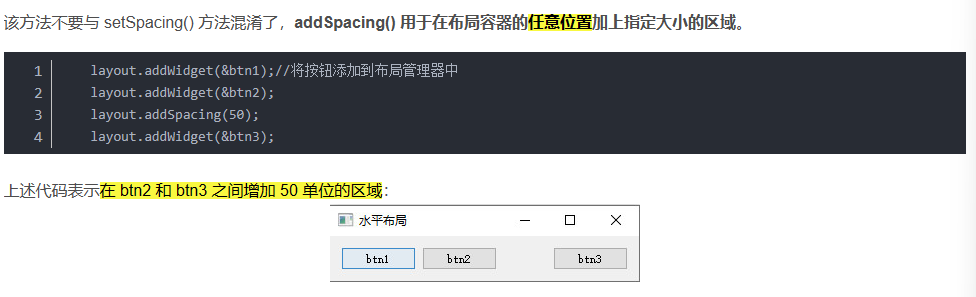 该方法不要与 setSpacing() 方法混淆了，addSpacing() 用于在布局容器的任意位置加上指定大小的区域。
1 layout.addWidget(&btn1);//将按钮添加到布局管理器中
2 layout.addWidget(&btn2);
3 layout.addSpacing(50);
4 layout.addWidget(&btn3);
上述代码表示在 btn2 和 btn3 之间增加 50 单位的区域：
水平布局
btn1 btn2 btn3